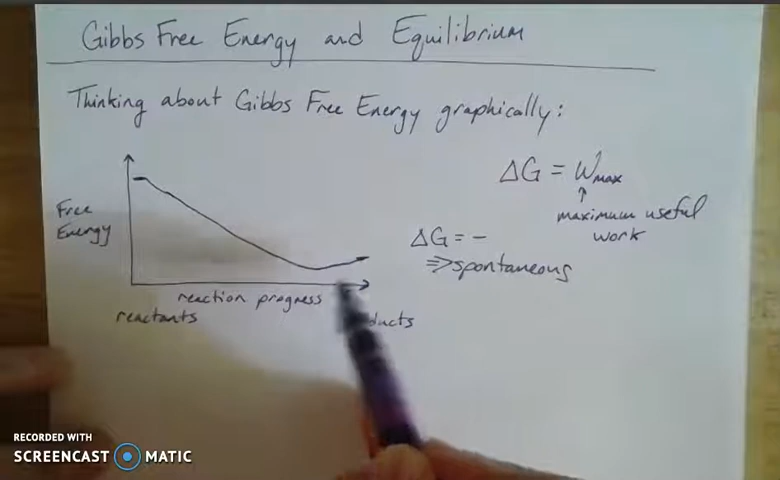 Gibbs Free Energy and Equilibrium
Thinking about Gibbs Free Energy graphically:
ΔG = Wmax
maximum useful
work
Free
Energy
ΔG = -
⇒ spontaneous
reaction progress
reactants
ducts
RECORDED WITH
SCREENCAST MATIC